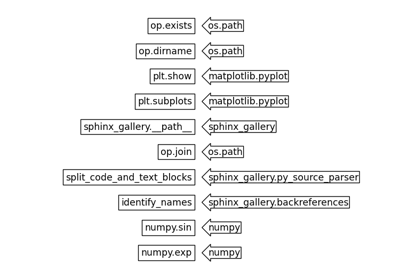 op.exists os.path
op.dirname os.path
plt.show matplotlib.pyplot
plt.subplots matplotlib.pyplot
sphinx_gallery.__path__ sphinx_gallery
op.join os.path
split_code_and_text_blocks sphinx_gallery.py_source_parser
identify_names sphinx_gallery.backreferences
numpy.sin numpy
numpy.exp numpy